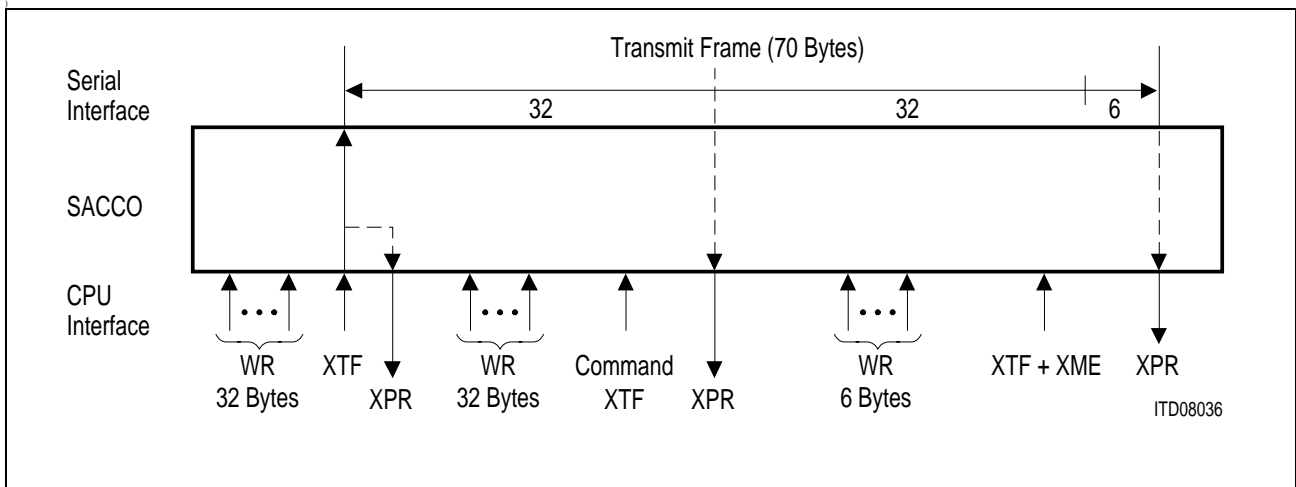 )
Transmit Frame (70 Bytes)
Serial
Interface
32
32
6
SACCO
CPU
Interface
WR
32 Bytes
XTF
XPR
WR
32 Bytes
Command
XTF
XPR
WR
6 Bytes
XTF + XME
XPR
ITD08036